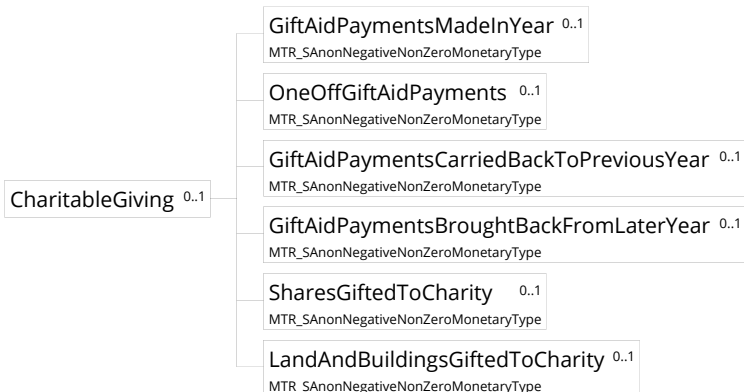 GiftAidPaymentsMadeInYear 0..1
MTR_SAnonNegativeNonZeroMonetaryType
OneOffGiftAidPayments 0..1
MTR_SAnonNegativeNonZeroMonetaryType
GiftAidPaymentsCarriedBackToPreviousYear 0..1
MTR_SAnonNegativeNonZeroMonetaryType
CharitableGiving 0..1
GiftAidPaymentsBroughtBackFromLaterYear 0..1
MTR_SAnonNegativeNonZeroMonetaryType
SharesGiftedToCharity 0..1
MTR_SAnonNegativeNonZeroMonetaryType
LandAndBuildingsGiftedToCharity 0..1
MTR_SAnonNegativeNonZeroMonetaryType